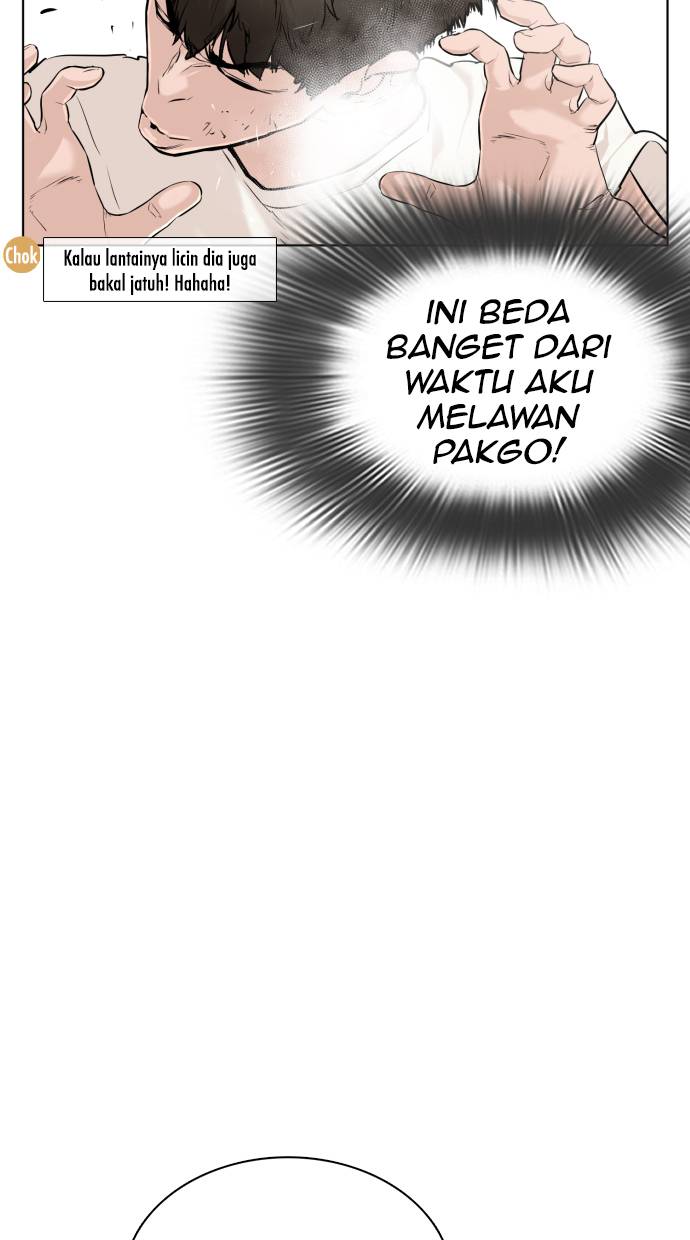 Chok
Kalau lantainya licin dia juga
bakal jatuh! Hahaha!
INI BEDA
BANGET DARI
WAKTU AKU
MELAWAN
PAKGO!